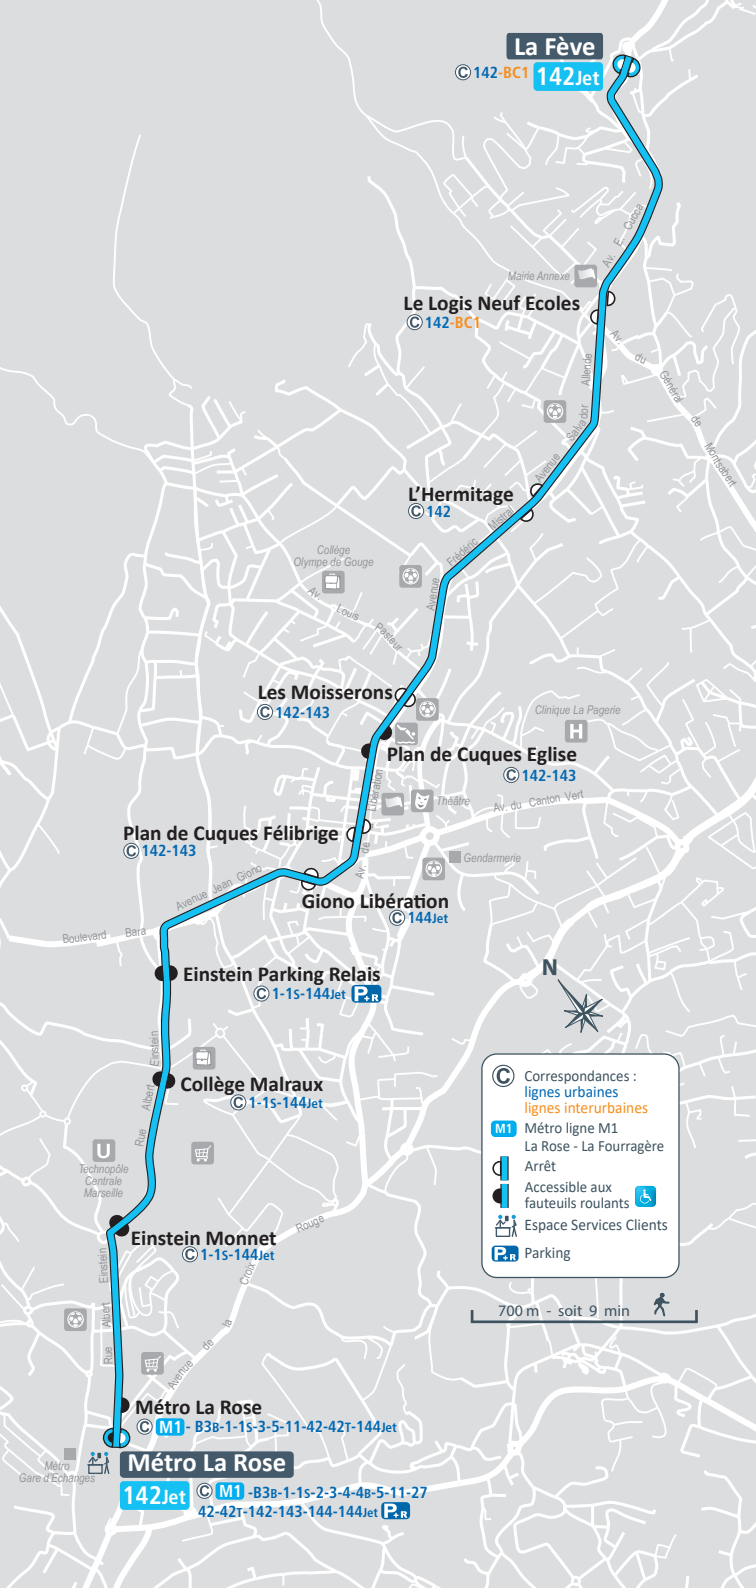 La Fève
C 142-BC1 142Jet
Av. E. Cucca
Mairie Annexe
Le Logis Neuf Ecoles
C 142-BC1
Av. du Général de Montsabert
Avenue Salvador Allende
L'Hermitage
C 142
Avenue Frédéric Mistral
Collège
Olympe de Gouge
Av. Louis Pasteur
Les Moisserons
C 142-143
Clinique La Pagerie
H
Plan de Cuques Eglise
C 142-143
Av. de Libération
Théâtre
Av. du Canton Vert
Plan de Cuques Félibrige
C 142-143
Gendarmerie
Avenue Jean Giono
Giono Libération
C 144Jet
Boulevard Bara
N
Einstein Parking Relais
C 1-1S-144Jet P+R
Rue Albert Einstein
Collège Malraux
C 1-1S-144Jet
C Correspondances :
lignes urbaines
lignes interurbaines
M1 Métro ligne M1
La Rose - La Fourragère
Arrêt
Accessible aux
fauteuils roulants
Espace Services Clients
P+R Parking
U
Technopôle
Centrale
Marseille
Einstein Monnet
C 1-1S-144Jet
700 m - soit 9 min
Rue Albert Einstein
Avenue de la Croix Rouge
Métro La Rose
C M1 - B3B-1-1S-3-5-11-42-42T-144Jet
Métro
Gare d'Echanges
Métro La Rose
142Jet C M1 -B3B-1-1S-2-3-4-4B-5-11-27
42-42T-142-143-144-144Jet P+R